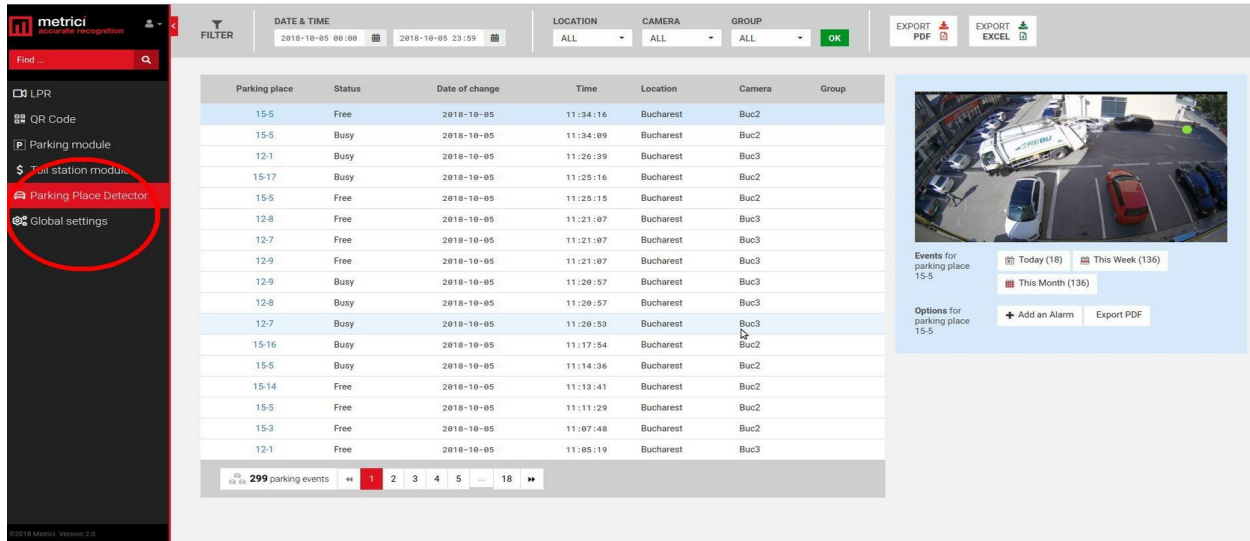 metrici
accurate recognition
Find ...
LPR
QR Code
Parking module
Toll station module
Parking Place Detector
Global settings
©2018 Metrici. Version 2.0
FILTER
DATE & TIME
2018-10-05 00:00
2018-10-05 23:59
LOCATION
ALL
CAMERA
ALL
GROUP
ALL
OK
EXPORT
PDF
EXPORT
EXCEL
Parking place Status Date of change Time Location Camera Group
15-5 Free 2018-10-05 11:34:16 Bucharest Buc2
15-5 Busy 2018-10-05 11:34:09 Bucharest Buc2
12-1 Busy 2018-10-05 11:26:39 Bucharest Buc3
15-17 Busy 2018-10-05 11:25:16 Bucharest Buc2
15-5 Free 2018-10-05 11:25:15 Bucharest Buc2
12-8 Free 2018-10-05 11:21:07 Bucharest Buc3
12-7 Free 2018-10-05 11:21:07 Bucharest Buc3
12-9 Free 2018-10-05 11:21:07 Bucharest Buc3
12-9 Busy 2018-10-05 11:20:57 Bucharest Buc3
12-8 Busy 2018-10-05 11:20:57 Bucharest Buc3
12-7 Busy 2018-10-05 11:20:53 Bucharest Buc3
15-16 Busy 2018-10-05 11:17:54 Bucharest Buc2
15-5 Busy 2018-10-05 11:14:36 Bucharest Buc2
15-14 Free 2018-10-05 11:13:41 Bucharest Buc2
15-5 Free 2018-10-05 11:11:29 Bucharest Buc2
15-3 Free 2018-10-05 11:07:48 Bucharest Buc2
12-1 Free 2018-10-05 11:05:19 Bucharest Buc3
299 parking events 1 2 3 4 5 ... 18
REBU
Events for
parking place
15-5
Today (18) This Week (136)
This Month (136)
Options for
parking place
15-5
Add an Alarm Export PDF